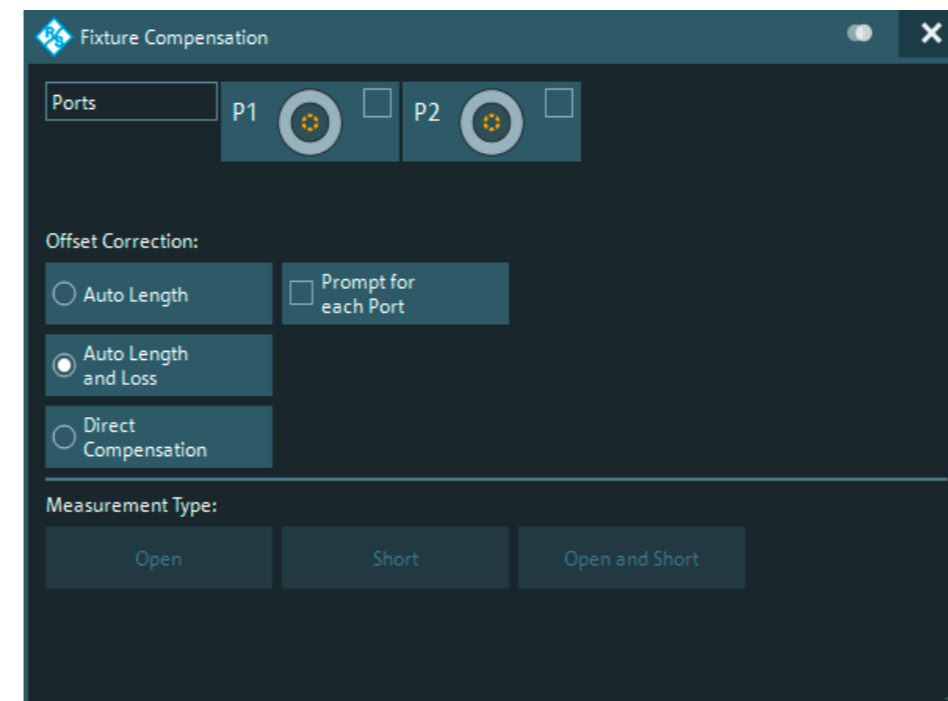 Fixture Compensation
Ports
P1
P2
Offset Correction:
Auto Length
Prompt for
each Port
Auto Length
and Loss
Direct
Compensation
Measurement Type:
Open
Short
Open and Short